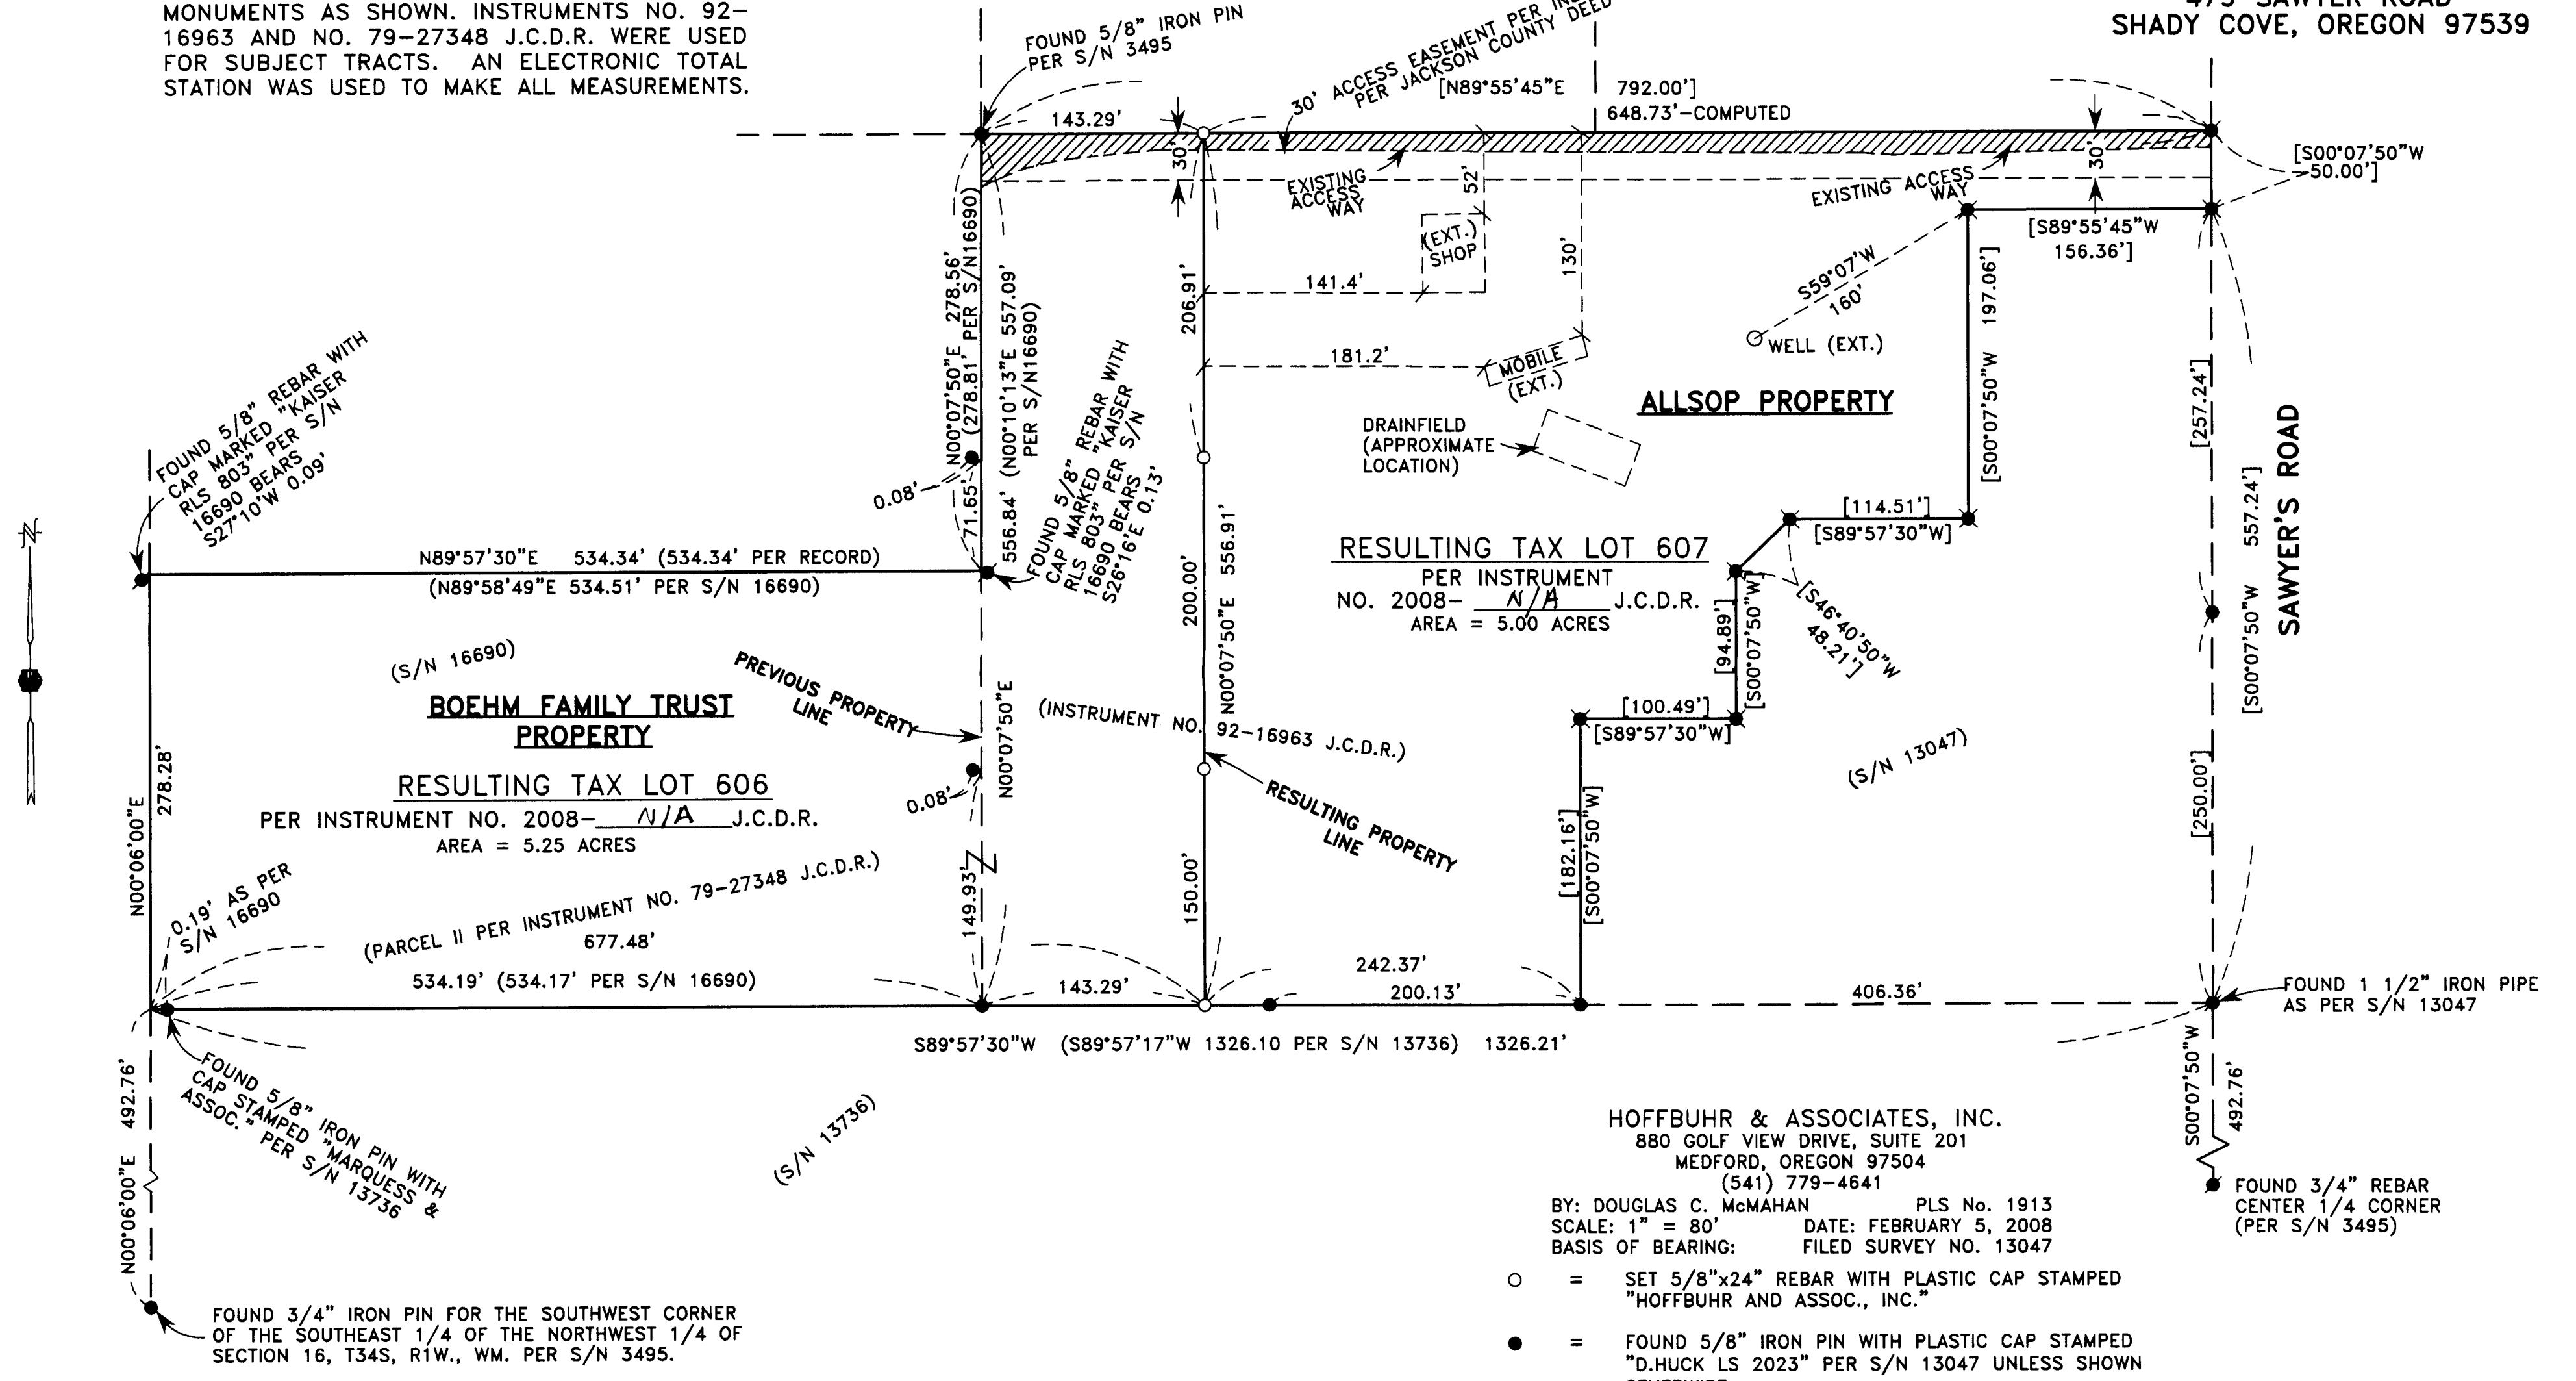 MONUMENTS AS SHOWN. INSTRUMENTS NO. 92-
16963 AND NO. 79-27348 J.C.D.R. WERE USED
FOR SUBJECT TRACTS. AN ELECTRONIC TOTAL
STATION WAS USED TO MAKE ALL MEASUREMENTS.
SHADY COVE, OREGON 97539
FOUND 5/8" IRON PIN
PER S/N 3495
30' ACCESS EASEMENT PER
PER JACKSON COUNTY DEED
[N89°55'45"E 792.00']
143.29'
648.73'-COMPUTED
30'
30'
[S00°07'50"W
50.00']
EXISTING
ACCESS
WAY
52'
EXISTING ACCESS
WAY
[S89°55'45"W
156.36']
(EXT.)
SHOP
130'
141.4'
206.91'
N00°07'50"E 278.56'
(278.81' PER S/N16690)
556.84' (N00°10'13"E 557.09'
PER S/N16690)
S59°07'W
160'
WELL (EXT.)
[S00°07'50"W 197.06']
181.2'
MOBILE
(EXT.)
ALLSOP PROPERTY
[257.24']
SAWYER'S ROAD
[S00°07'50"W 557.24']
DRAINFIELD
(APPROXIMATE
LOCATION)
FOUND 5/8" REBAR WITH
CAP MARKED "KAISER
RLS 803" PER S/N
16690 BEARS
S27°10'W 0.09'
0.08'
71.65'
FOUND 5/8" REBAR WITH
CAP MARKED "KAISER
RLS 803" PER S/N
16690 BEARS
S26°16'E 0.13'
[114.51']
[S89°57'30"W]
N89°57'30"E 534.34' (534.34' PER RECORD)
(N89°58'49"E 534.51' PER S/N 16690)
RESULTING TAX LOT 607
PER INSTRUMENT
NO. 2008- N/A J.C.D.R.
AREA = 5.00 ACRES
200.00'
N00°07'50"E 556.91'
[S46°40'50"W
48.21']
[94.89']
[S00°07'50"W]
(S/N 16690)
BOEHM FAMILY TRUST
PROPERTY
PREVIOUS PROPERTY
LINE
N00°07'50"E
(INSTRUMENT NO. 92-16963 J.C.D.R.)
[100.49']
[S89°57'30"W]
(S/N 13047)
RESULTING TAX LOT 606
PER INSTRUMENT NO. 2008- N/A J.C.D.R.
AREA = 5.25 ACRES
0.08'
RESULTING PROPERTY
LINE
[182.16']
[S00°07'50"W]
[250.00']
N00°06'00"E
278.28'
0.19' AS PER
S/N 16690
(PARCEL II PER INSTRUMENT NO. 79-27348 J.C.D.R.)
677.48'
149.93'
150.00'
534.19' (534.17' PER S/N 16690)
143.29'
242.37'
200.13'
406.36'
FOUND 1 1/2" IRON PIPE
AS PER S/N 13047
S89°57'30"W (S89°57'17"W 1326.10 PER S/N 13736) 1326.21'
N00°06'00"E 492.76'
FOUND 5/8" IRON PIN WITH
CAP STAMPED "MARQUESS &
ASSOC." PER S/N 13736
(S/N 13736)
S00°07'50"W
492.76'
HOFFBUHR & ASSOCIATES, INC.
880 GOLF VIEW DRIVE, SUITE 201
MEDFORD, OREGON 97504
(541) 779-4641
BY: DOUGLAS C. McMAHAN PLS No. 1913
SCALE: 1" = 80' DATE: FEBRUARY 5, 2008
BASIS OF BEARING: FILED SURVEY NO. 13047
FOUND 3/4" REBAR
CENTER 1/4 CORNER
(PER S/N 3495)
= SET 5/8"x24" REBAR WITH PLASTIC CAP STAMPED
"HOFFBUHR AND ASSOC., INC."
= FOUND 5/8" IRON PIN WITH PLASTIC CAP STAMPED
"D.HUCK LS 2023" PER S/N 13047 UNLESS SHOWN
FOUND 3/4" IRON PIN FOR THE SOUTHWEST CORNER
OF THE SOUTHEAST 1/4 OF THE NORTHWEST 1/4 OF
SECTION 16, T34S, R1W., WM. PER S/N 3495.
N